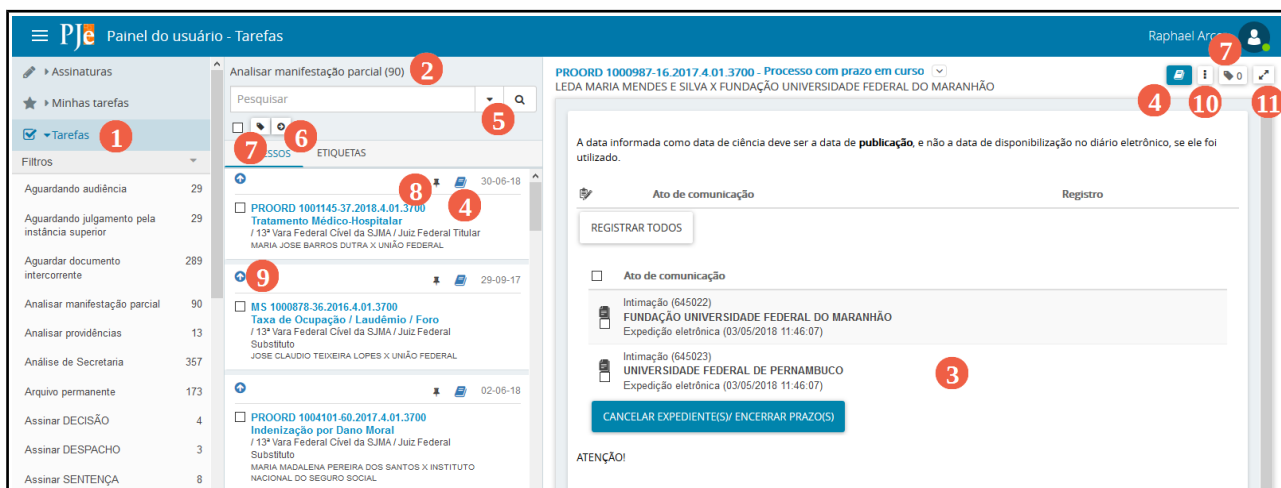 PJe Painel do usuário - Tarefas
Raphael
7
Assinaturas
Minhas tarefas
Tarefas 1
Filtros
Aguardando audiência 29
Aguardando julgamento pela 29
instância superior
Aguardar documento 289
intercorrente
Analisar manifestação parcial 90
Analisar providências 13
Análise de Secretaria 357
Arquivo permanente 173
Assinar DECISÃO 4
Assinar DESPACHO 3
Assinar SENTENÇA 8
Analisar manifestação parcial (90) 2
Pesquisar
5
6
7 ETIQUETAS
8 4 30-06-18
PROORD 1001145-37.2018.4.01.3700
Tratamento Médico-Hospitalar
/ 13ª Vara Federal Cível da SJMA / Juiz Federal Titular
MARIA JOSE BARROS DUTRA X UNIÃO FEDERAL
9 29-09-17
MS 1000878-36.2016.4.01.3700
Taxa de Ocupação / Laudêmio / Foro
/ 13ª Vara Federal Cível da SJMA / Juiz Federal
Substituto
JOSE CLAUDIO TEIXEIRA LOPES X UNIÃO FEDERAL
02-06-18
PROORD 1004101-60.2017.4.01.3700
Indenização por Dano Moral
/ 13ª Vara Federal Cível da SJMA / Juiz Federal
Substituto
MARIA MADALENA PEREIRA DOS SANTOS X INSTITUTO
NACIONAL DO SEGURO SOCIAL
PROORD 1000987-16.2017.4.01.3700 - Processo com prazo em curso
LEDA MARIA MENDES E SILVA X FUNDAÇÃO UNIVERSIDADE FEDERAL DO MARANHÃO
0
4 10 11
A data informada como data de ciência deve ser a data de publicação, e não a data de disponibilização no diário eletrônico, se ele foi
utilizado.
Ato de comunicação Registro
REGISTRAR TODOS
Ato de comunicação
Intimação (645022)
FUNDAÇÃO UNIVERSIDADE FEDERAL DO MARANHÃO
Expedição eletrônica (03/05/2018 11:46:07)
Intimação (645023)
UNIVERSIDADE FEDERAL DE PERNAMBUCO
Expedição eletrônica (03/05/2018 11:46:07)
3
CANCELAR EXPEDIENTE(S)/ ENCERRAR PRAZO(S)
ATENÇÃO!